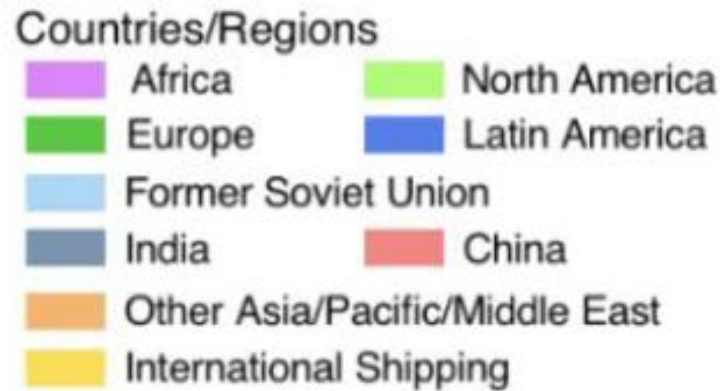 Countries/Regions
Africa North America
Europe Latin America
Former Soviet Union
India China
Other Asia/Pacific/Middle East
International Shipping